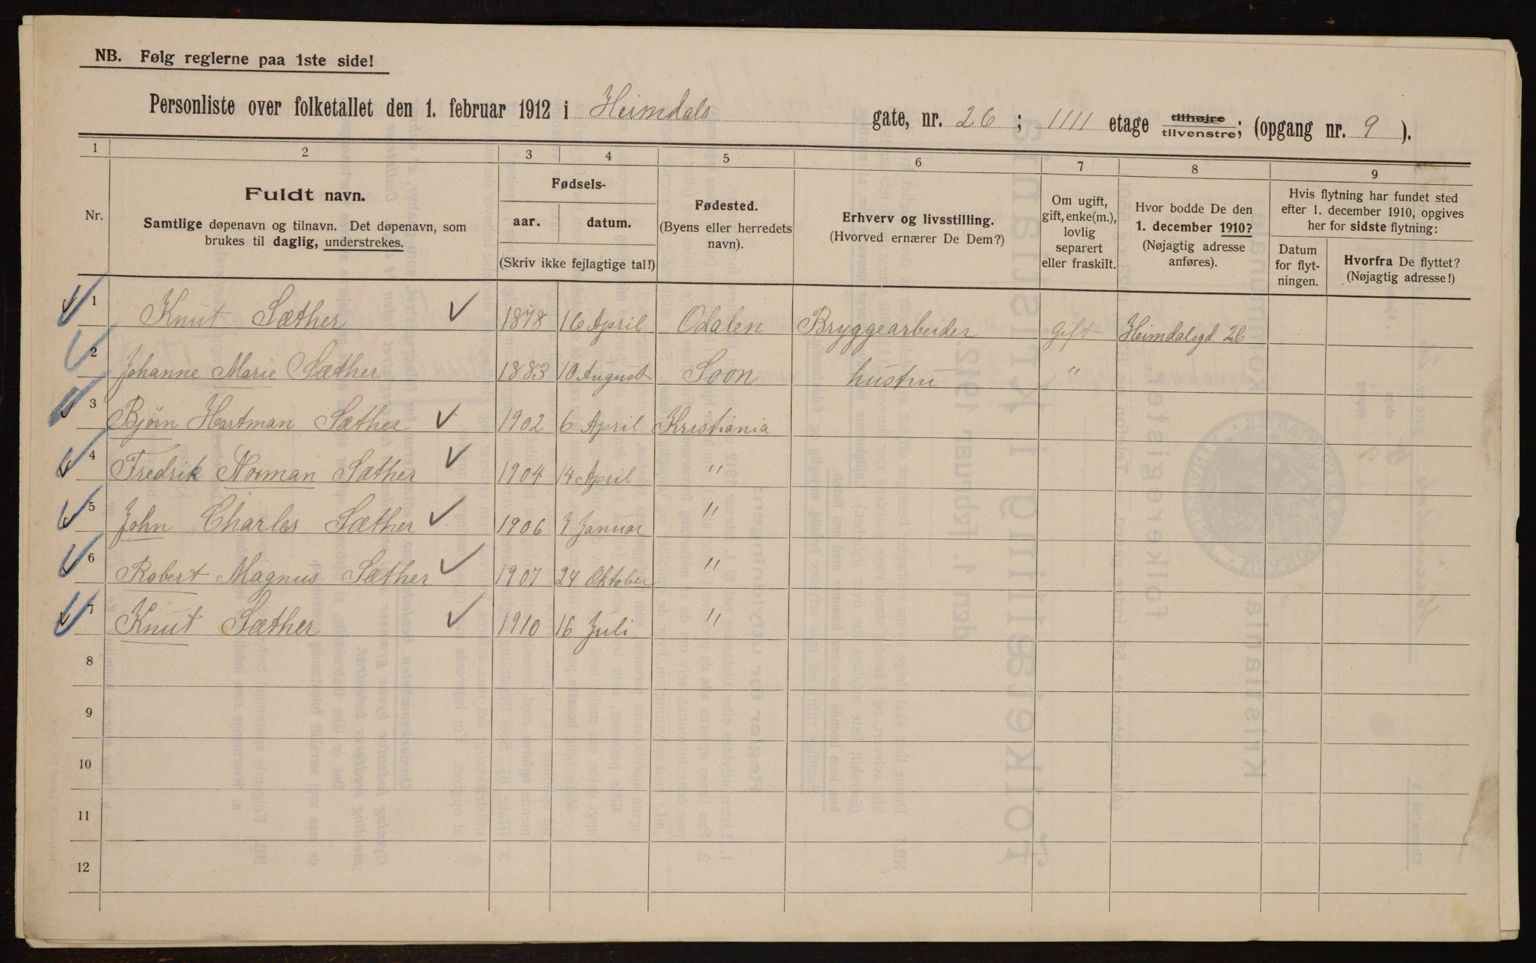 NB. Følg reglerne paa 1ste side!
Personliste over folketallet den 1. februar 1912 i Heimdals gate, nr. 26 ; IIII etage tilhøjre tilvenstre; (opgang nr. 9 ).
1 2 3 4 5 6 7 8 9
Nr.
Fuldt navn.
Samtlige døpenavn og tilnavn. Det døpenavn, som
brukes til daglig, understrekes.
Fødsels-
aar. datum.
(Skriv ikke fejlagtige tal!)
Fødested.
(Byens eller herredets
navn).
Erhverv og livsstilling.
(Hvorved ernærer De Dem?)
Om ugift,
gift, enke(m.),
lovlig
separert
eller fraskilt.
Hvor bodde De den
1. december 1910?
(Nøjagtig adresse
anføres).
Hvis flytning har fundet sted
efter 1. december 1910, opgives
her for sidste flytning:
Datum
for flyt-
ningen.
Hvorfra De flyttet?
(Nøjagtig adresse!)
1 Knut Sæther 1878 16 April Odalen Bryggearbeider Gift Heimdalsgd 26
2 Johanne Marie Sæther 1883 10 August Soon hustru "
3 Bjørn Hartman Sæther 1902 6 April Kristiania
4 Fredrik Norman Sæther 1904 14 April "
5 John Charles Sæther 1906 7 Januar "
6 Robert Magnus Sæther 1907 24 Oktober "
7 Knut Sæther 1910 16 Juli "
8
9
10
11
12